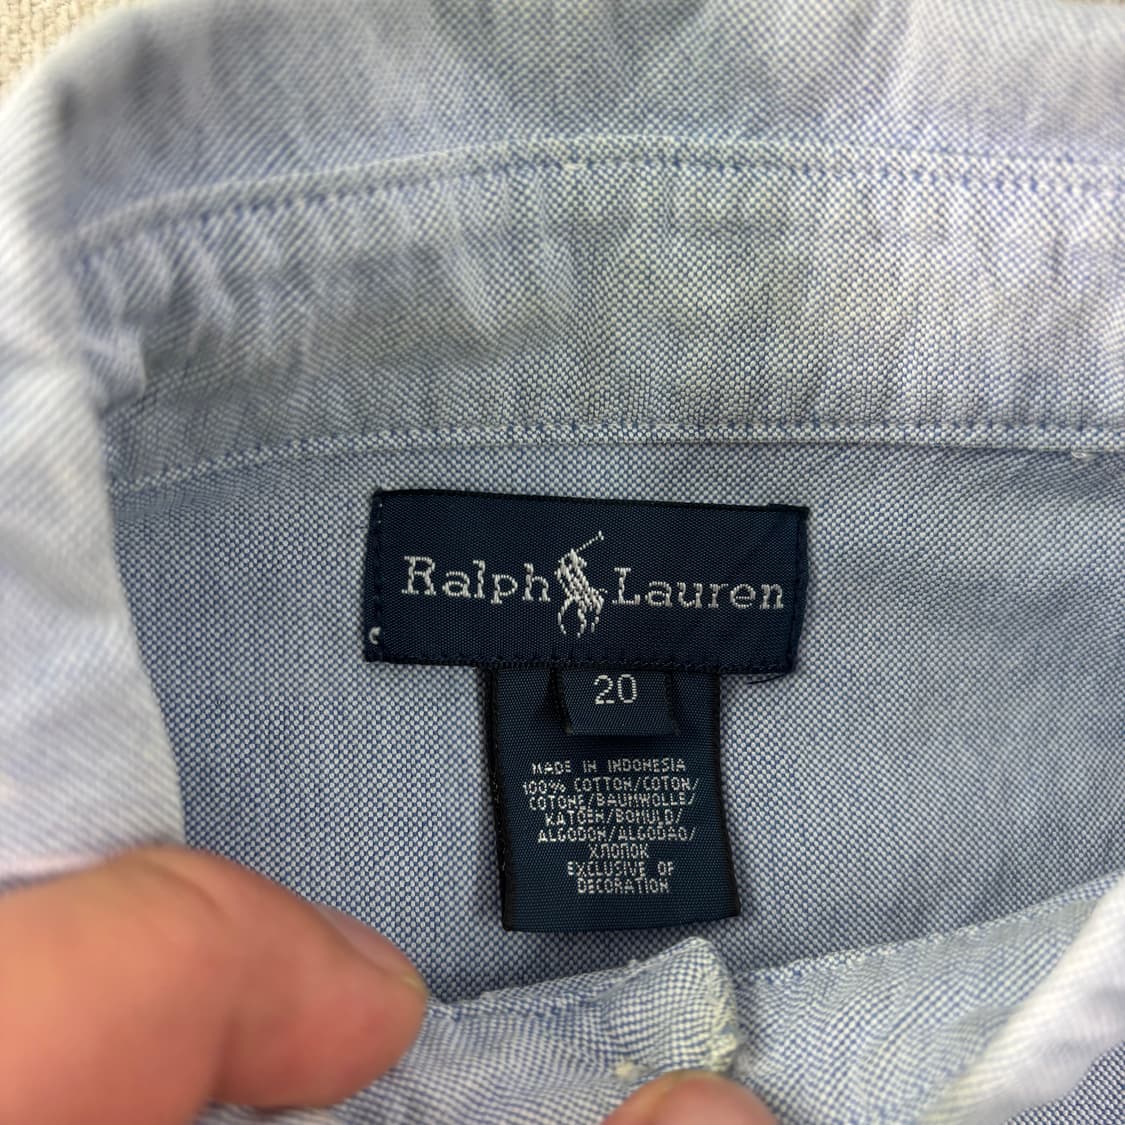 Ralph Lauren
20
MADE IN INDONESIA
100% COTTON/COTON/
COTONE/BAUMWOLLE/
KATOEN/BOMULD/
ALGODON/ALGODAO/
ХЛОПОК
EXCLUSIVE OF
DECORATION